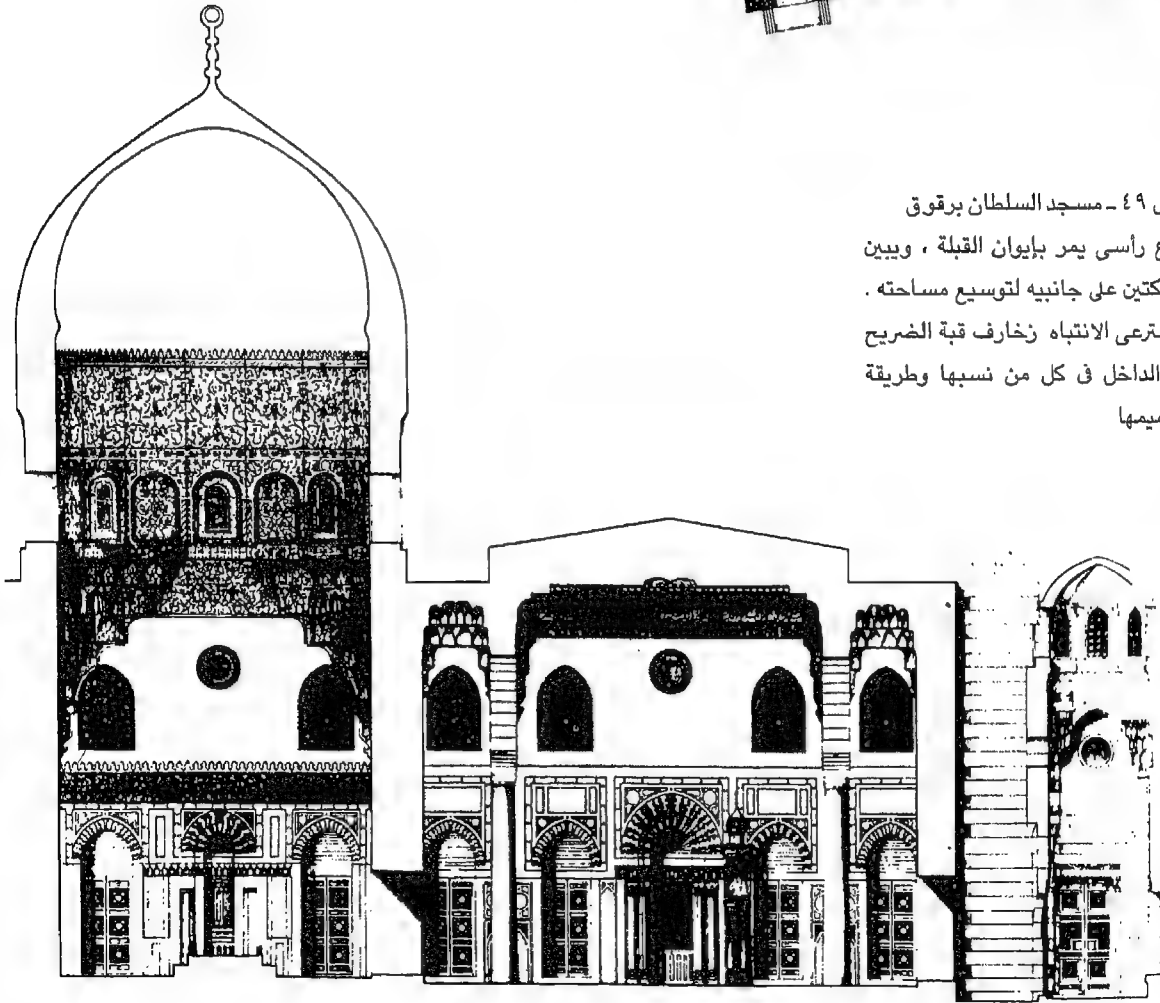 ٤٩ ـ مسجد السلطان برقوق
رأسى يمر بإيوان القبلة ، ويبين
على جانبيه لتوسيع مساحته .
الانتباه زخارف قبة الضريح
الداخل فى كل من نسبها وطريقة